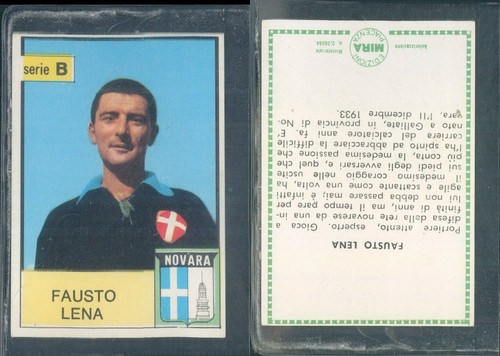 serie B
NOVARA
FAUSTO
LENA
FAUSTO LENA
Portiere attento, esperto. Gioca a
difesa della rete novarese da una in-
finità di anni, ma il tempo pare per
lui non debba passare mai; è infatti
agile e scattante come una volta, ha
il medesimo coraggio nelle uscite
sui piedi degli avversari, e, quel che
più conta, la medesima passione che
l'ha spinto ad abbracciare la difficile
carriera del calciatore anni fa. E'
nato a Galliate, in provincia di No-
vara, l'11 dicembre 1933.
EDIZIONI
MIRA
PIACENZA
Autorizzazione
Ministeriale